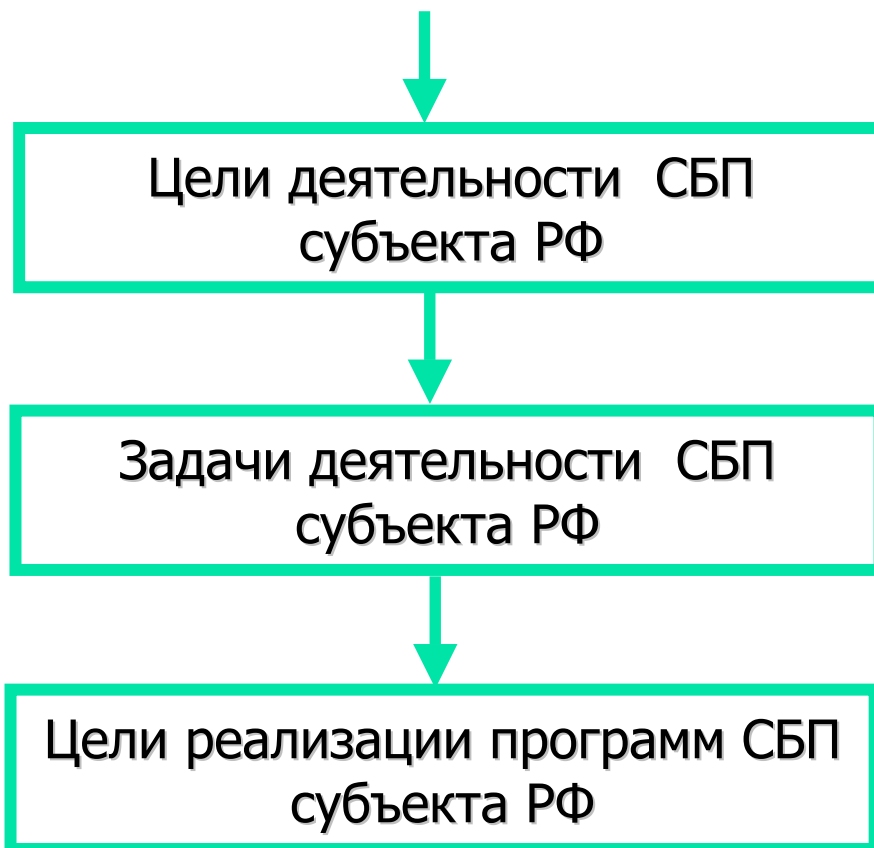 Цели деятельности СБП
субъекта РФ
Задачи деятельности СБП
субъекта РФ
Цели реализации программ СБП
субъекта РФ